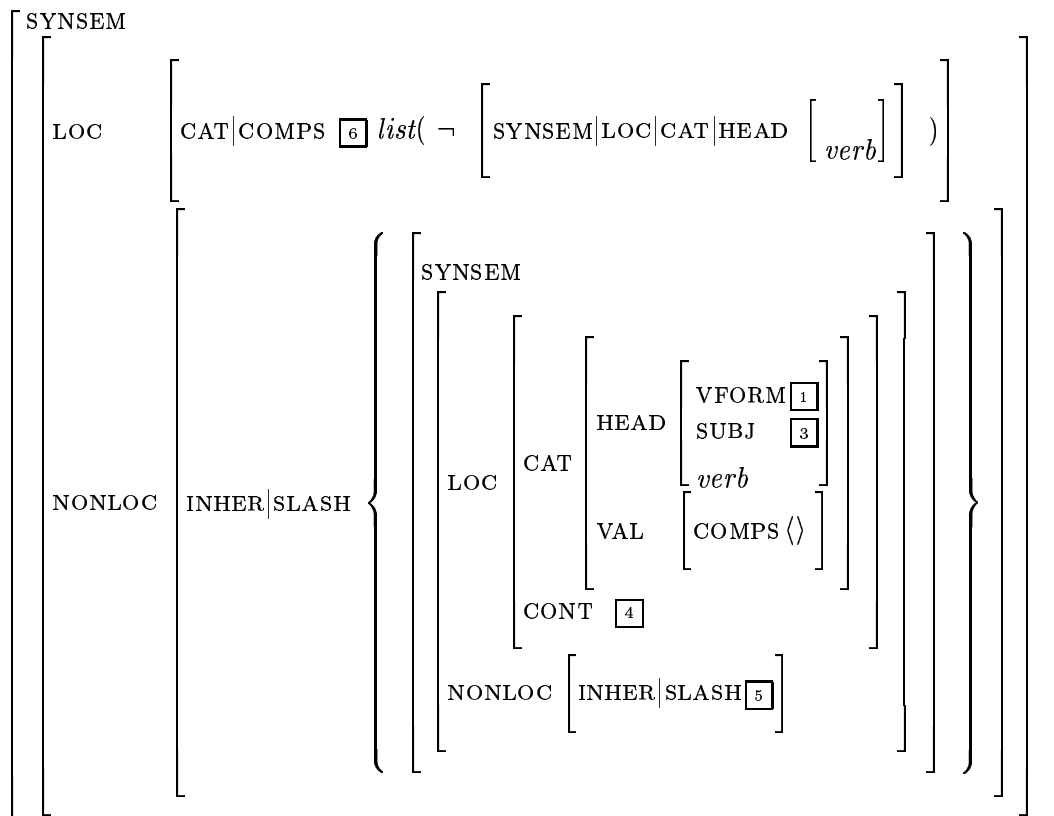 SYNSEM
LOC CAT|COMPS 6 list( ¬ SYNSEM|LOC|CAT|HEAD verb )
SYNSEM
VFORM 1
HEAD SUBJ 3
CAT verb
LOC
NONLOC INHER|SLASH
VAL COMPS ⟨⟩
CONT 4
NONLOC INHER|SLASH 5